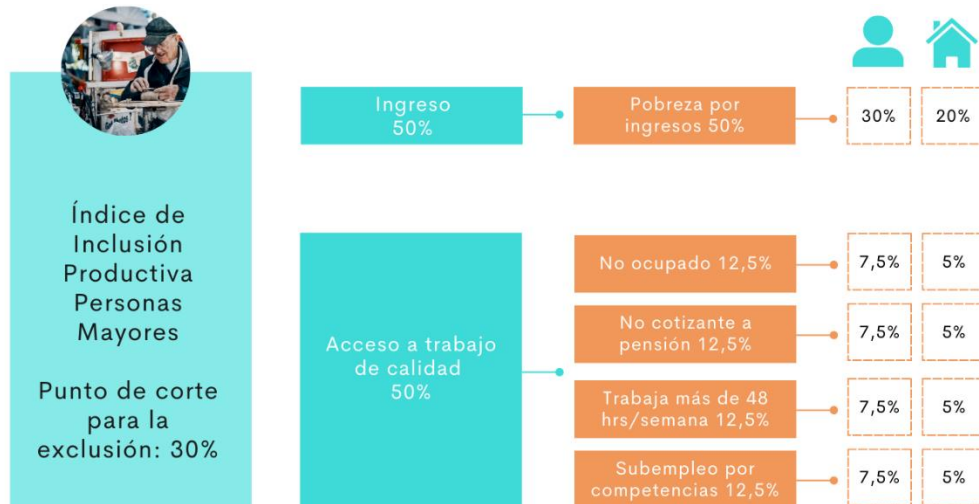 Índice de
Inclusión
Productiva
Personas
Mayores
Punto de corte
para la
exclusión: 30%
Ingreso
50%
Pobreza por
ingresos 50%
30%
20%
Acceso a trabajo
de calidad
50%
No ocupado 12,5%
7,5%
5%
No cotizante a
pensión 12,5%
7,5%
5%
Trabaja más de 48
hrs/semana 12,5%
7,5%
5%
Subempleo por
competencias 12,5%
7,5%
5%